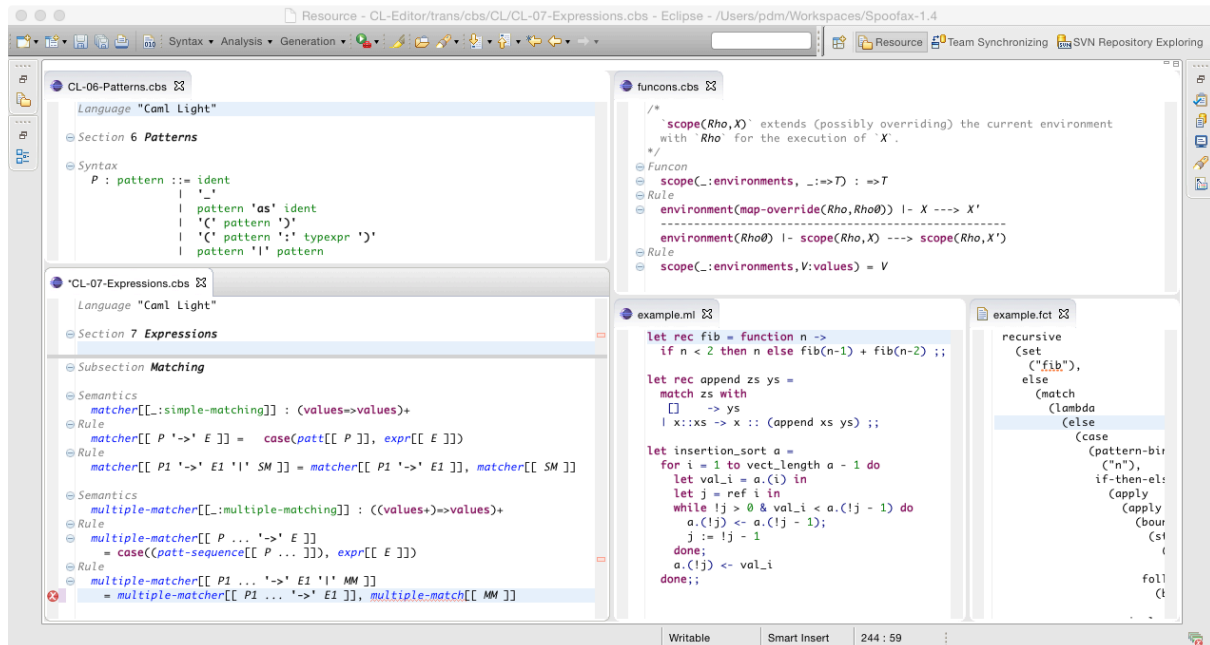 Resource - CL-Editor/trans/cbs/CL/CL-07-Expressions.cbs - Eclipse - /Users/pdm/Workspaces/Spoofax-1.4
Syntax Analysis Generation Resource Team Synchronizing SVN Repository Exploring
CL-06-Patterns.cbs
Language "Caml Light"
Section 6 Patterns
Syntax
P : pattern ::= ident
| '_'
| pattern 'as' ident
| '(' pattern ')'
| '(' pattern ':' typexpr ')'
| pattern '|' pattern
*CL-07-Expressions.cbs
Language "Caml Light"
Section 7 Expressions
Subsection Matching
Semantics
matcher[[_:simple-matching]] : (values=>values)+
Rule
matcher[[ P '->' E ]] = case(patt[[ P ]], expr[[ E ]])
Rule
matcher[[ P1 '->' E1 '|' SM ]] = matcher[[ P1 '->' E1 ]], matcher[[ SM ]]
Semantics
multiple-matcher[[_:multiple-matching]] : ((values+)=>values)+
Rule
multiple-matcher[[ P ... '->' E ]]
= case((patt-sequence[[ P ... ]]), expr[[ E ]])
Rule
multiple-matcher[[ P1 ... '->' E1 '|' MM ]]
= multiple-matcher[[ P1 ... '->' E1 ]], multiple-match[[ MM ]]
funcons.cbs
/*
`scope(Rho,X)` extends (possibly overriding) the current environment
with `Rho` for the execution of `X`.
*/
Funcon
scope(_:environments, _:=>T) : =>T
Rule
environment(map-override(Rho,Rho0)) |- X ---> X'
----------------------------------------------------
environment(Rho0) |- scope(Rho,X) ---> scope(Rho,X')
Rule
scope(_:environments,V:values) = V
example.ml
let rec fib = function n ->
if n < 2 then n else fib(n-1) + fib(n-2) ;;
let rec append zs ys =
match zs with
[] -> ys
| x::xs -> x :: (append xs ys) ;;
let insertion_sort a =
for i = 1 to vect_length a - 1 do
let val_i = a.(i) in
let j = ref i in
while !j > 0 & val_i < a.(!j - 1) do
a.(!j) <- a.(!j - 1);
j := !j - 1
done;
a.(!j) <- val_i
done;;
example.fct
recursive
(set
("fib"),
else
(match
(lambda
(else
(case
(pattern-bin
("n"),
if-then-els
(apply
(apply
(boun
(st
(
foll
(b
Writable Smart Insert 244 : 59